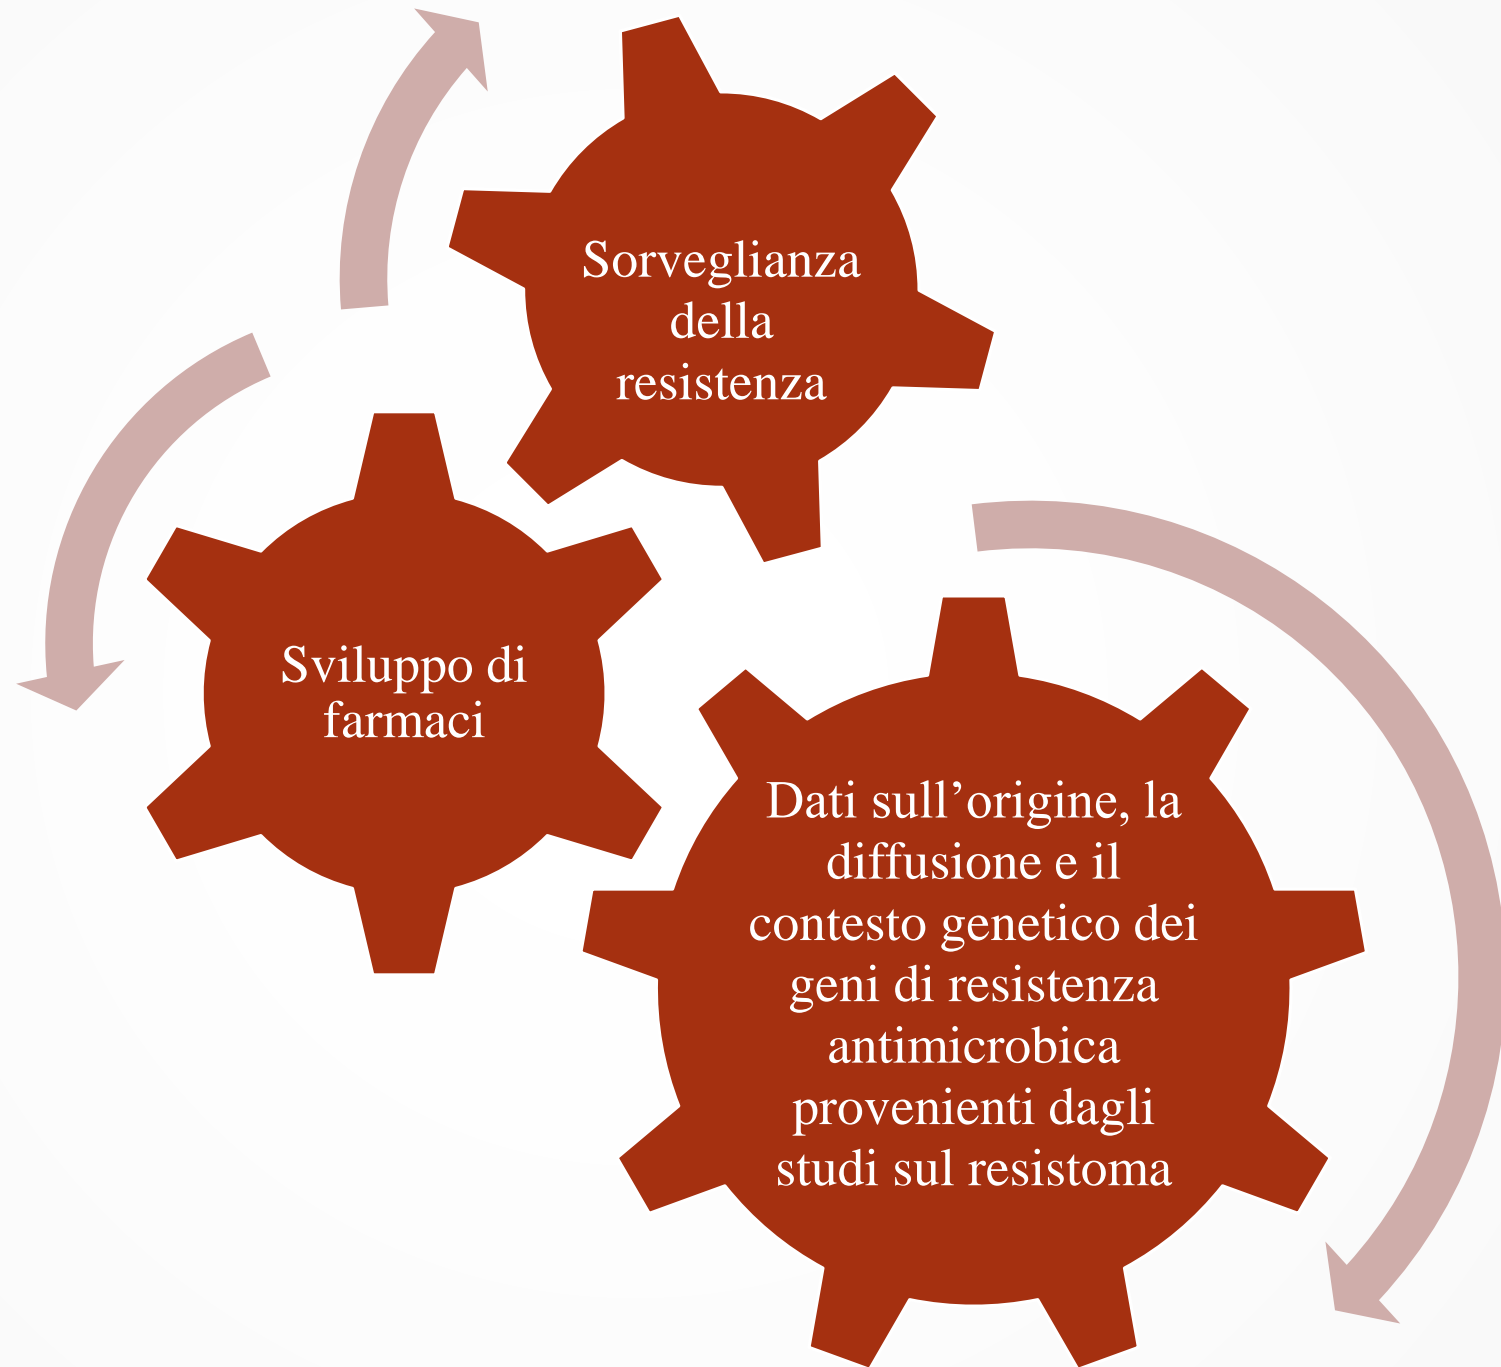 Sorveglianza
della
resistenza
Sviluppo di
farmaci
Dati sull’origine, la
diffusione e il
contesto genetico dei
geni di resistenza
antimicrobica
provenienti dagli
studi sul resistoma